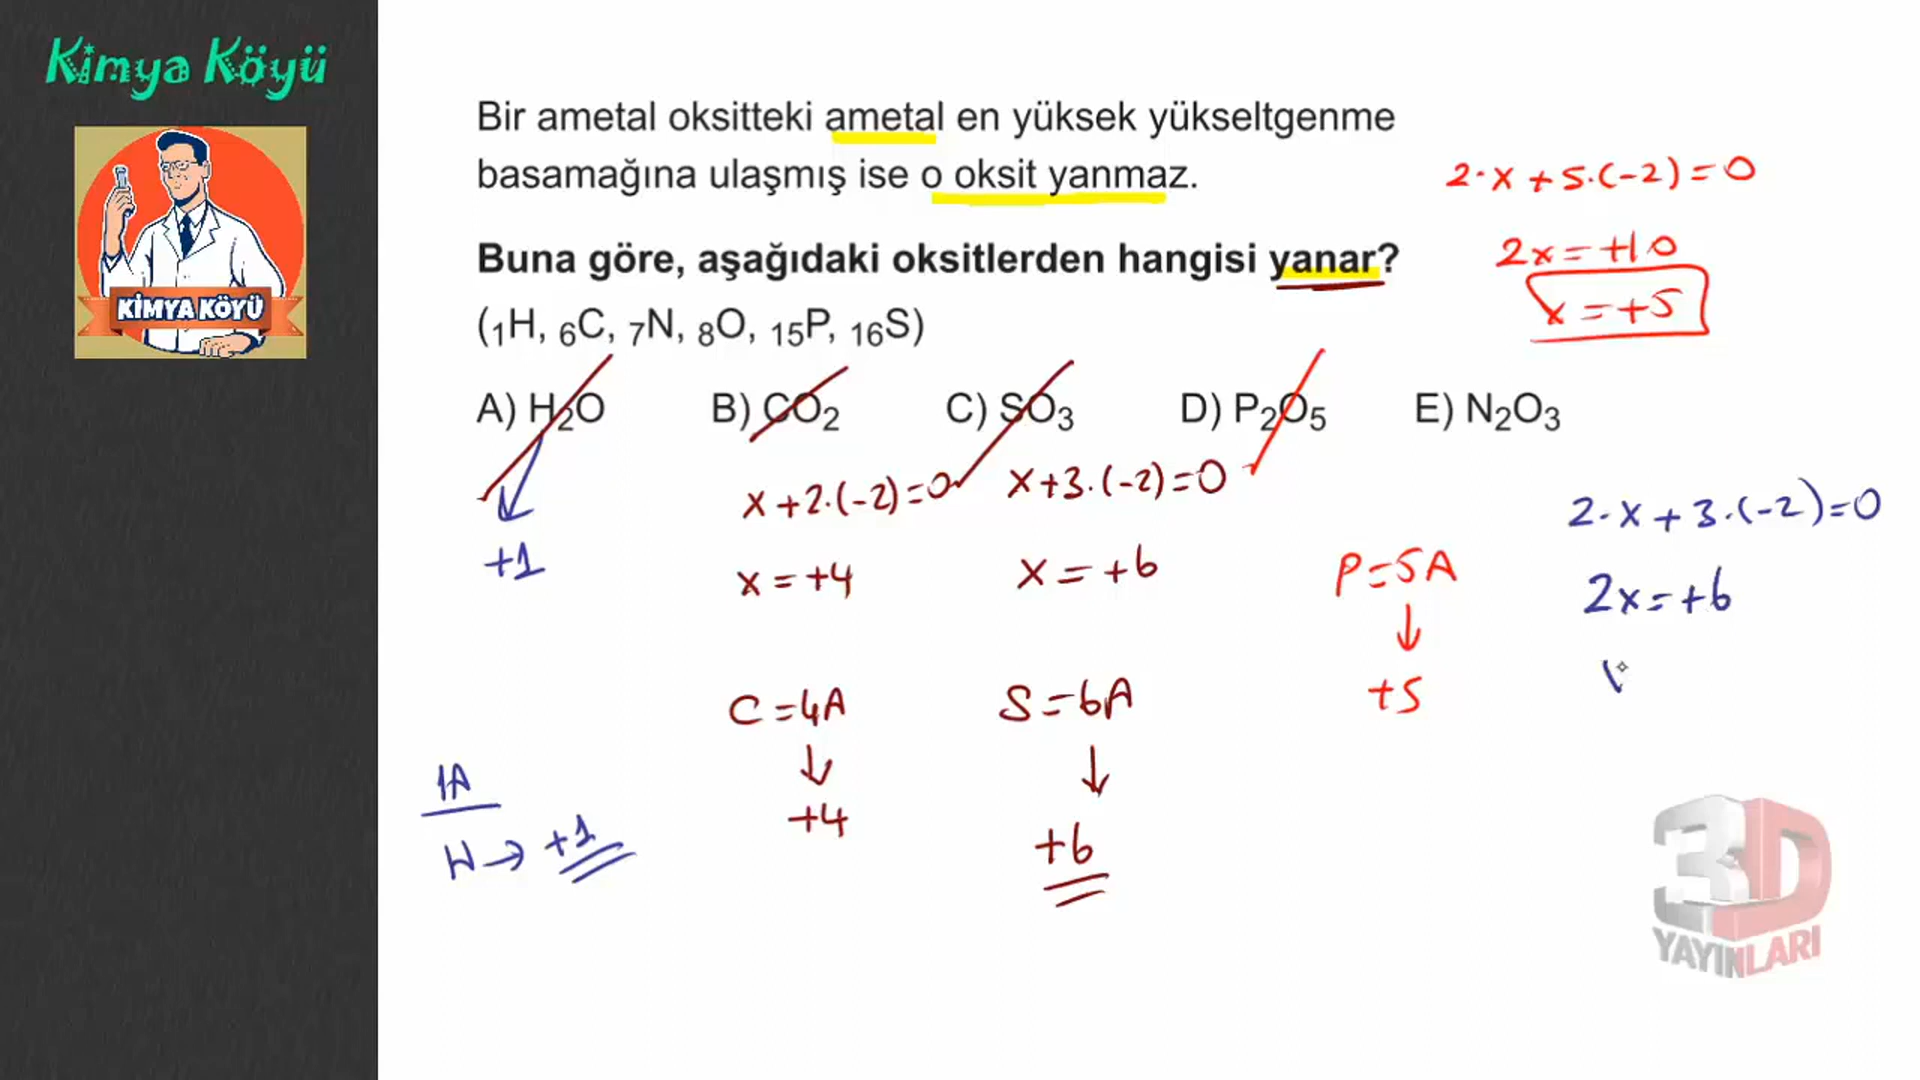 Kimya Köyü
KİMYA KÖYÜ
Bir ametal oksitteki ametal en yüksek yükseltgenme
basamağına ulaşmış ise o oksit yanmaz.
Buna göre, aşağıdaki oksitlerden hangisi yanar?
(₁H, ₆C, ₇N, ₈O, ₁₅P, ₁₆S)
A) H₂O B) CO₂ C) SO₃ D) P₂O₅ E) N₂O₃
2·x+5·(-2)=0
2x=+10
x=+5
+1
x+2·(-2)=0
x=+4
C=4A
↓
+4
x+3·(-2)=0
x=+6
S=6A
↓
+6
P=5A
↓
+5
2·x+3·(-2)=0
2x=+6
1A
H→+1
3D
YAYINLARI